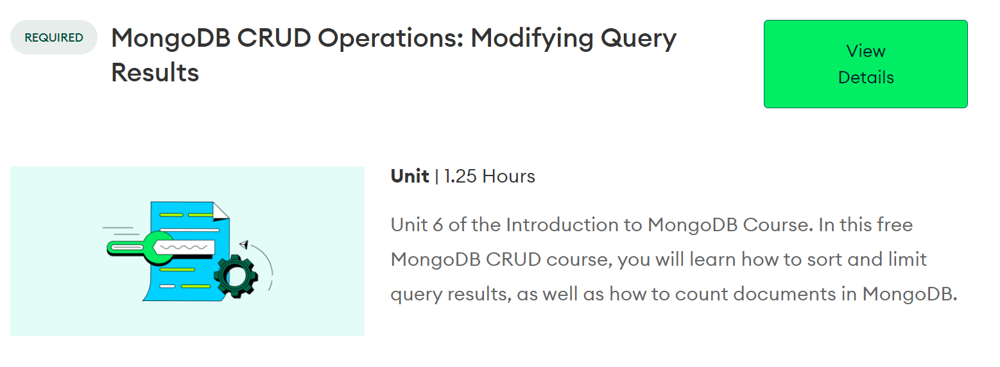 REQUIRED
MongoDB CRUD Operations: Modifying Query
Results
View
Details
Unit | 1.25 Hours
Unit 6 of the Introduction to MongoDB Course. In this free
MongoDB CRUD course, you will learn how to sort and limit
query results, as well as how to count documents in MongoDB.